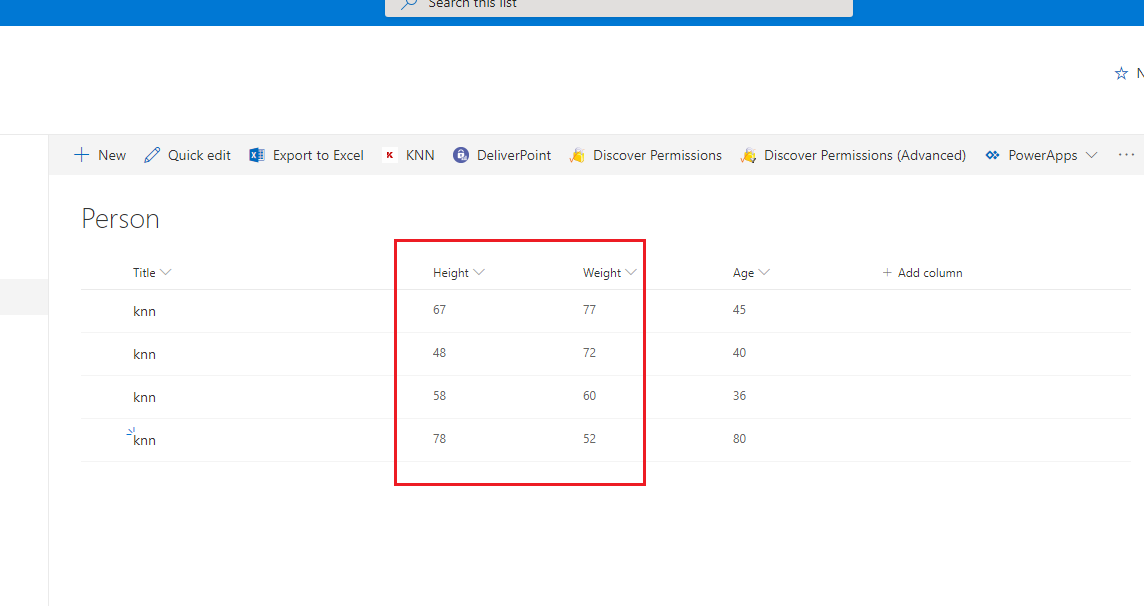 Search this list
N
New Quick edit Export to Excel K KNN DeliverPoint Discover Permissions Discover Permissions (Advanced) PowerApps ...
Person
Title Height Weight Age + Add column
knn 67 77 45
knn 48 72 40
knn 58 60 36
knn 78 52 80